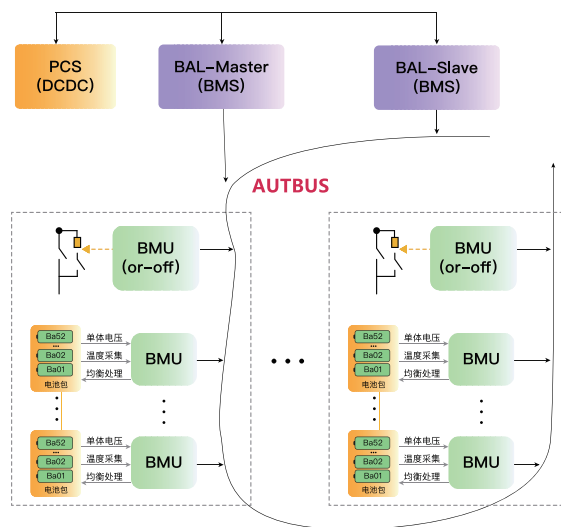 PCS
(DCDC)
BAL-Master
(BMS)
BAL-Slave
(BMS)
AUTBUS
BMU
(or-off)
Ba52
...
Ba02
Ba01
电池包
单体电压
温度采集
均衡处理
BMU
Ba52
...
Ba02
Ba01
电池包
单体电压
温度采集
均衡处理
BMU
BMU
(or-off)
Ba52
...
Ba02
Ba01
电池包
单体电压
温度采集
均衡处理
BMU
Ba52
...
Ba02
Ba01
电池包
单体电压
温度采集
均衡处理
BMU